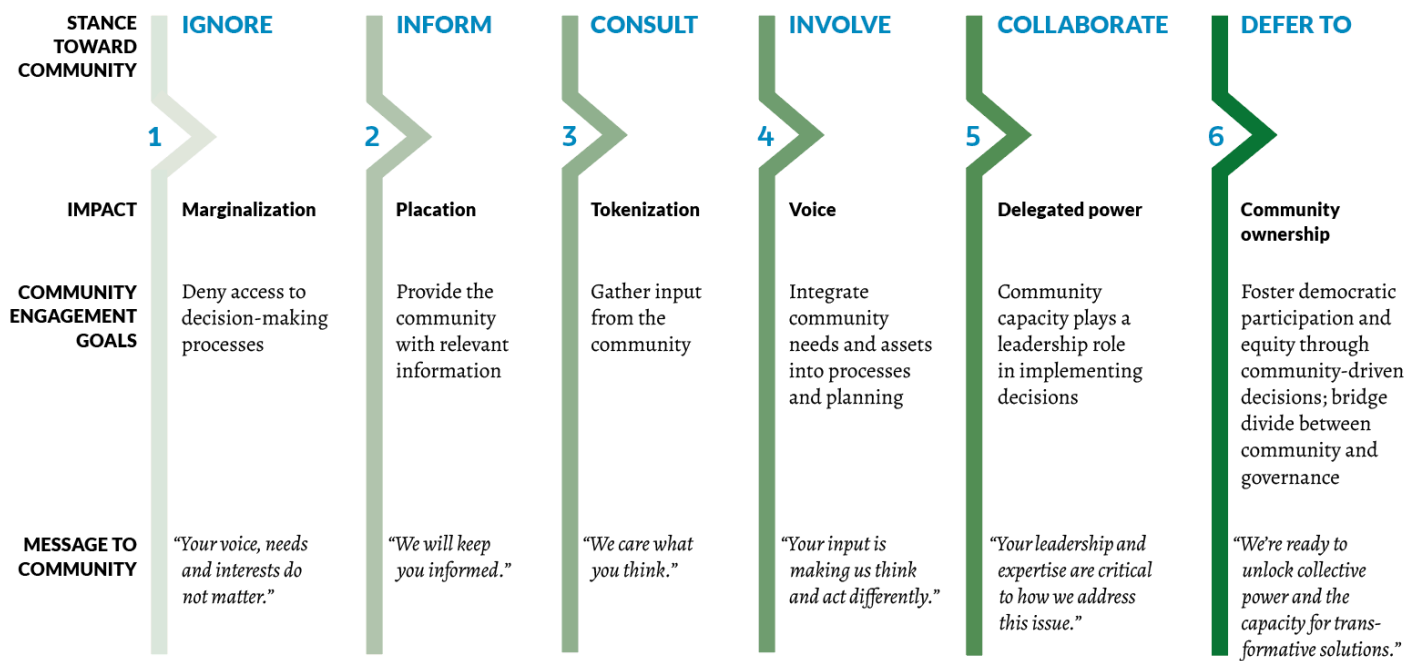 STANCE
TOWARD
COMMUNITY
IGNORE
INFORM
CONSULT
INVOLVE
COLLABORATE
DEFER TO
1
2
3
4
5
6
IMPACT
Marginalization
Placation
Tokenization
Voice
Delegated power
Community
ownership
COMMUNITY
ENGAGEMENT
GOALS
Deny access to
decision-making
processes
Provide the
community
with relevant
information
Gather input
from the
community
Integrate
community
needs and assets
into processes
and planning
Community
capacity plays a
leadership role
in implementing
decisions
Foster democratic
participation and
equity through
community-driven
decisions; bridge
divide between
community and
governance
MESSAGE TO
COMMUNITY
“Your voice, needs
and interests do
not matter.”
“We will keep
you informed.”
“We care what
you think.”
“Your input is
making us think
and act differently.”
“Your leadership and
expertise are critical
to how we address
this issue.”
“We’re ready to
unlock collective
power and the
capacity for trans-
formative solutions.”